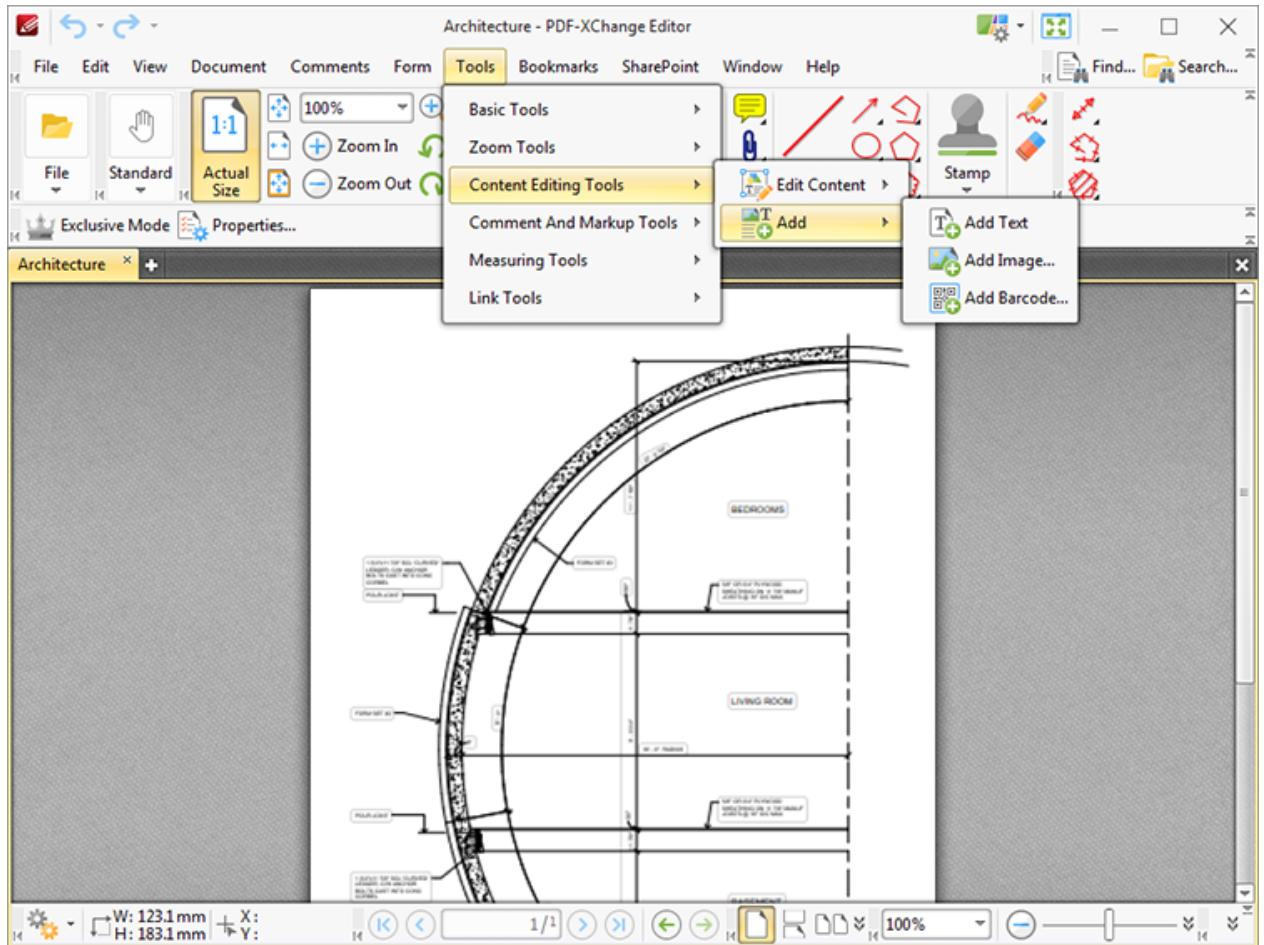 Architecture - PDF-XChange Editor
File Edit View Document Comments Form Tools Bookmarks SharePoint Window Help
Find... Search...
File
Standard
1:1
Actual
Size
100%
Zoom In
Zoom Out
Stamp
Basic Tools
Zoom Tools
Content Editing Tools
Comment And Markup Tools
Measuring Tools
Link Tools
Edit Content
Add
Add Text
Add Image...
Add Barcode...
Exclusive Mode Properties...
Architecture
BEDROOMS
LIVING ROOM
BASEMENT
W: 123.1 mm
H: 183.1 mm
X:
Y:
1/1
100%